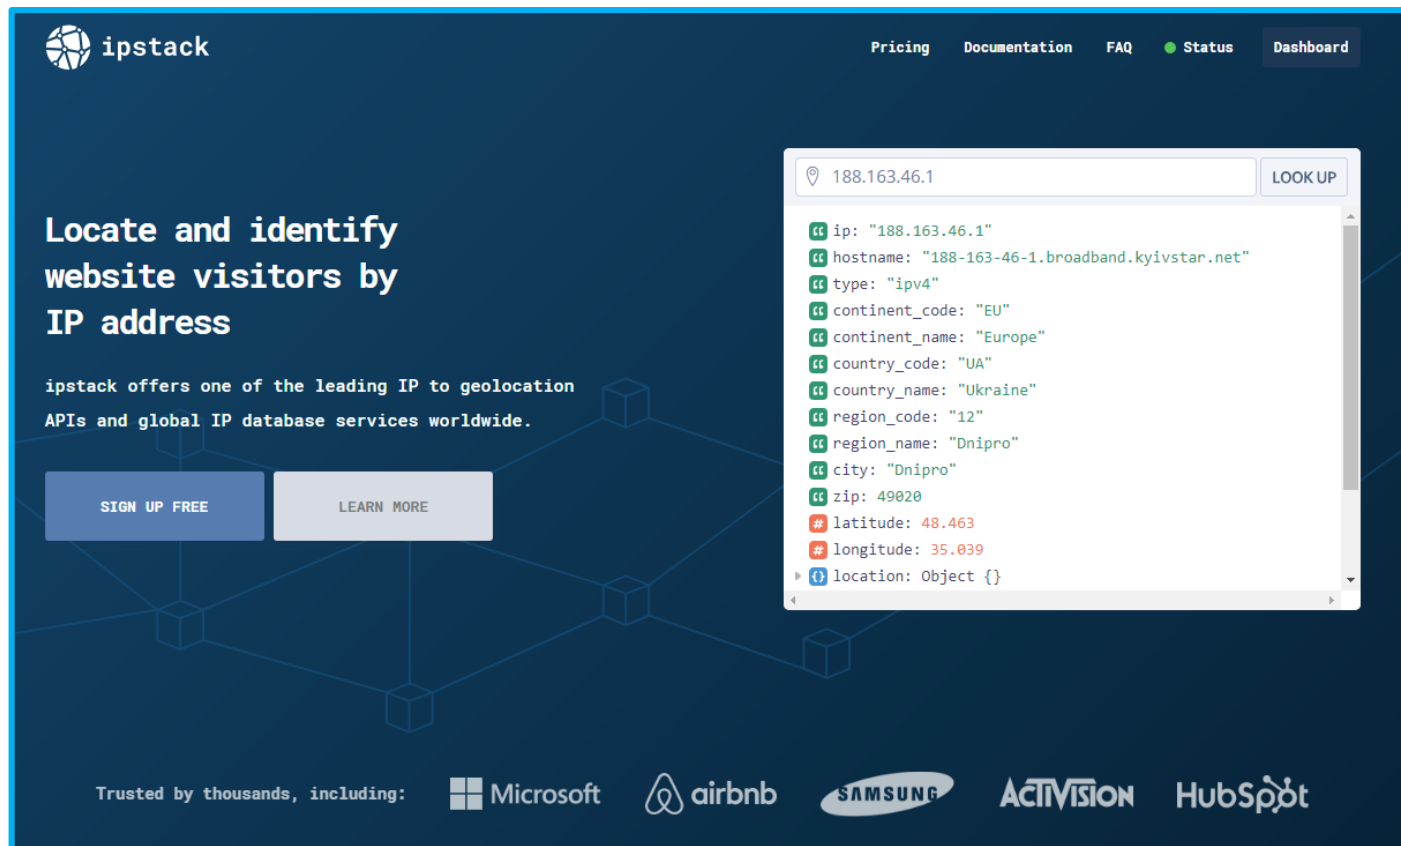 ipstack
Pricing Documentation FAQ Status Dashboard
188.163.46.1 LOOK UP
Locate and identify
website visitors by
IP address
ipstack offers one of the leading IP to geolocation
APIs and global IP database services worldwide.
SIGN UP FREE LEARN MORE
ip: "188.163.46.1"
hostname: "188-163-46-1.broadband.kyivstar.net"
type: "ipv4"
continent_code: "EU"
continent_name: "Europe"
country_code: "UA"
country_name: "Ukraine"
region_code: "12"
region_name: "Dnipro"
city: "Dnipro"
zip: 49020
# latitude: 48.463
# longitude: 35.039
{} location: Object {}
Trusted by thousands, including: Microsoft airbnb SAMSUNG ACTIVISION HubSpot